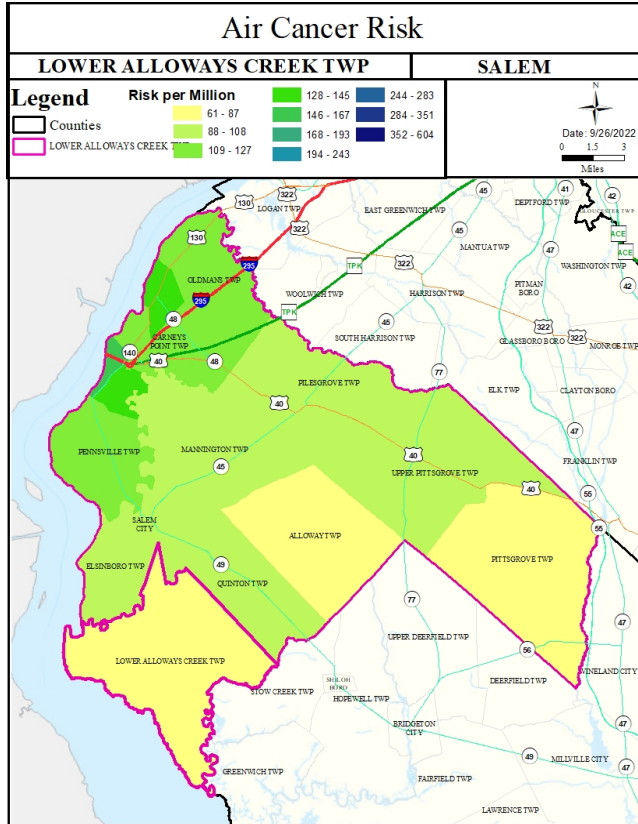 Air Cancer Risk
LOWER ALLOWAYS CREEK TWP
SALEM
Legend
Counties
LOWER ALLOWAYS CREEK T
Risk per Million
61 - 87
88 - 108
109 - 127
128 - 145
146 - 167
168 - 193
194 - 243
244 - 283
284 - 351
352 - 604
N
Date: 9/26/2022
0 1.5 3
Miles
130
322
LOGAN TWP
322
45
EAST GREENWICH TWP
DEPTFORD TWP
41
42
GLOUCESTER TWP
130
45
MANTUA TWP
47
ACE
ACE
WASHINGTON TWP
42
OLDMANS TWP
295
TPK
322
295
WOOLWICH TWP
HARRISON TWP
PITMAN
BORO
48
TPK
45
322
322
CARNEYS
POINT TWP
SOUTH HARRISON TWP
GLASSBORO BORO
MONROE TWP
140
40
48
77
PILESGROVE TWP
ELK TWP
CLAYTON BORO
40
47
PENNSVILLE TWP
MANNINGTON TWP
45
40
UPPER PITTSGROVE TWP
FRANKLIN TWP
40
55
SALEM
CITY
ALLOWAY TWP
55
PITTSGROVE TWP
ELSINBORO TWP
49
QUINTON TWP
77
47
UPPER DEERFIELD TWP
56
LOWER ALLOWAYS CREEK TWP
VINELAND CITY
DEERFIELD TWP
SHILOH
BORO
STOW CREEK TWP
HOPEWELL TWP
BRIDGETON
CITY
47
49
MILLVILLE CITY
47
GREENWICH TWP
FAIRFIELD TWP
LAWRENCE TWP